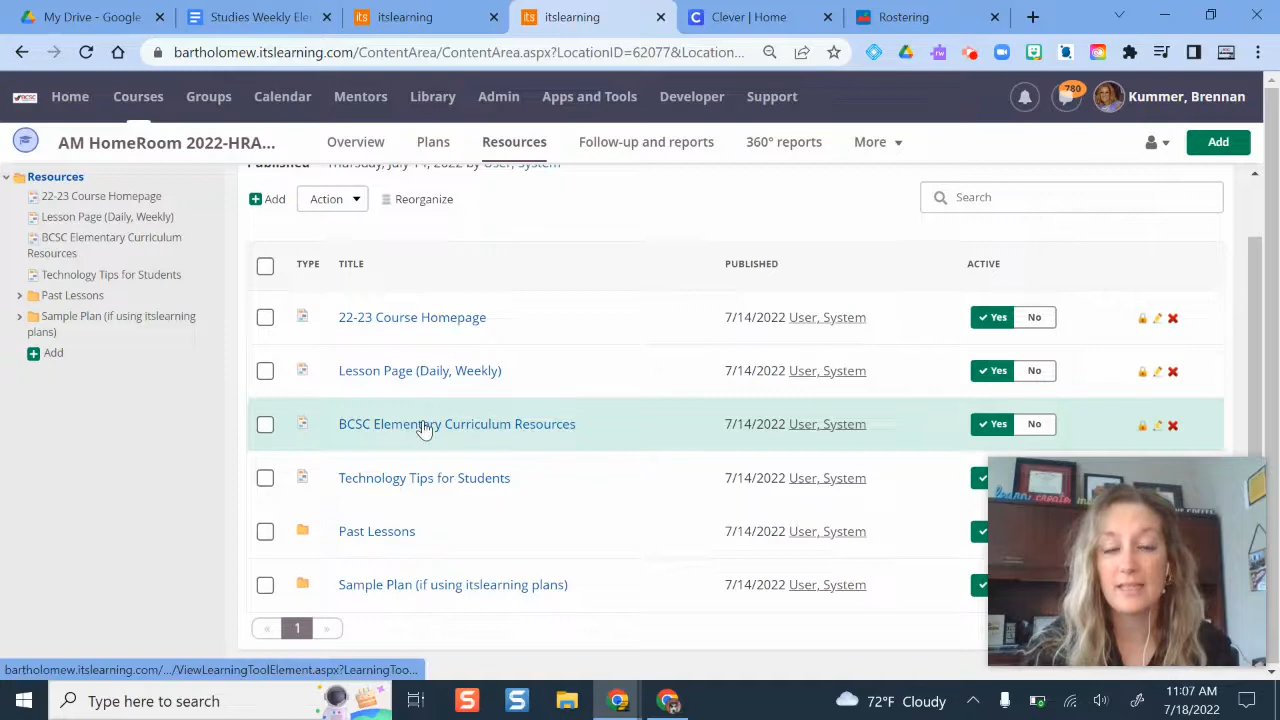 My Drive - Google
Studies Weekly Ele
itslearning
itslearning
Clever | Home
Rostering
bartholomew.itslearning.com/ContentArea/ContentArea.aspx?LocationID=62077&Location...
Home Courses Groups Calendar Mentors Library Admin Apps and Tools Developer Support 780 Kummer, Brennan
AM HomeRoom 2022-HRA... Overview Plans Resources Follow-up and reports 360° reports More Add
Published Thursday, July 14, 2022 by User, System
Resources
22-23 Course Homepage
Lesson Page (Daily, Weekly)
BCSC Elementary Curriculum
Resources
Technology Tips for Students
Past Lessons
Sample Plan (if using itslearning
plans)
Add
Add Action Reorganize Search
TYPE TITLE PUBLISHED ACTIVE
22-23 Course Homepage 7/14/2022 User, System Yes No
Lesson Page (Daily, Weekly) 7/14/2022 User, System Yes No
BCSC Elementary Curriculum Resources 7/14/2022 User, System Yes No
Technology Tips for Students 7/14/2022 User, System
Past Lessons 7/14/2022 User, System
Sample Plan (if using itslearning plans) 7/14/2022 User, System
« 1 »
bartholomew.itslearning.com/.../ViewLearningToolElement.aspx?LearningToo...
Type here to search
72°F Cloudy
11:07 AM
7/18/2022